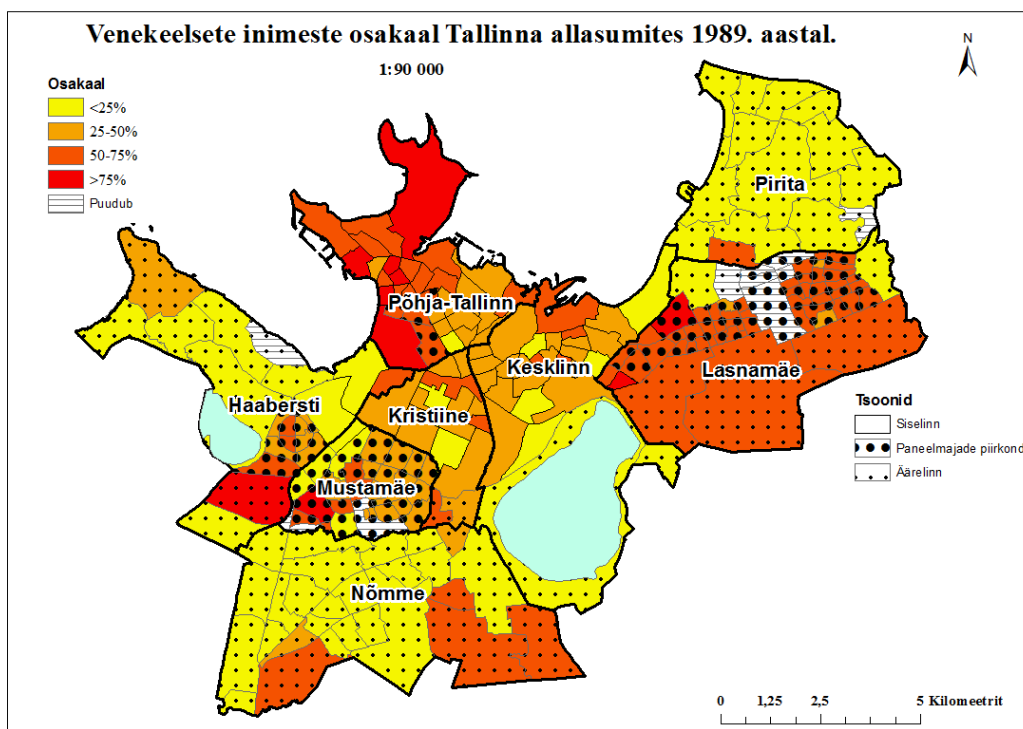 Venekeelsete inimeste osakaal Tallinna allasumites 1989. aastal.
1:90 000
N
Osakaal
<25%
25-50%
50-75%
>75%
Puudub
Pirita
Põhja-Tallinn
Kesklinn
Lasnamäe
Haabersti
Kristiine
Mustamäe
Nõmme
Tsoonid
Siselinn
Paneelmajade piirkond
Äärelinn
0 1,25 2,5 5 Kilomeetrit